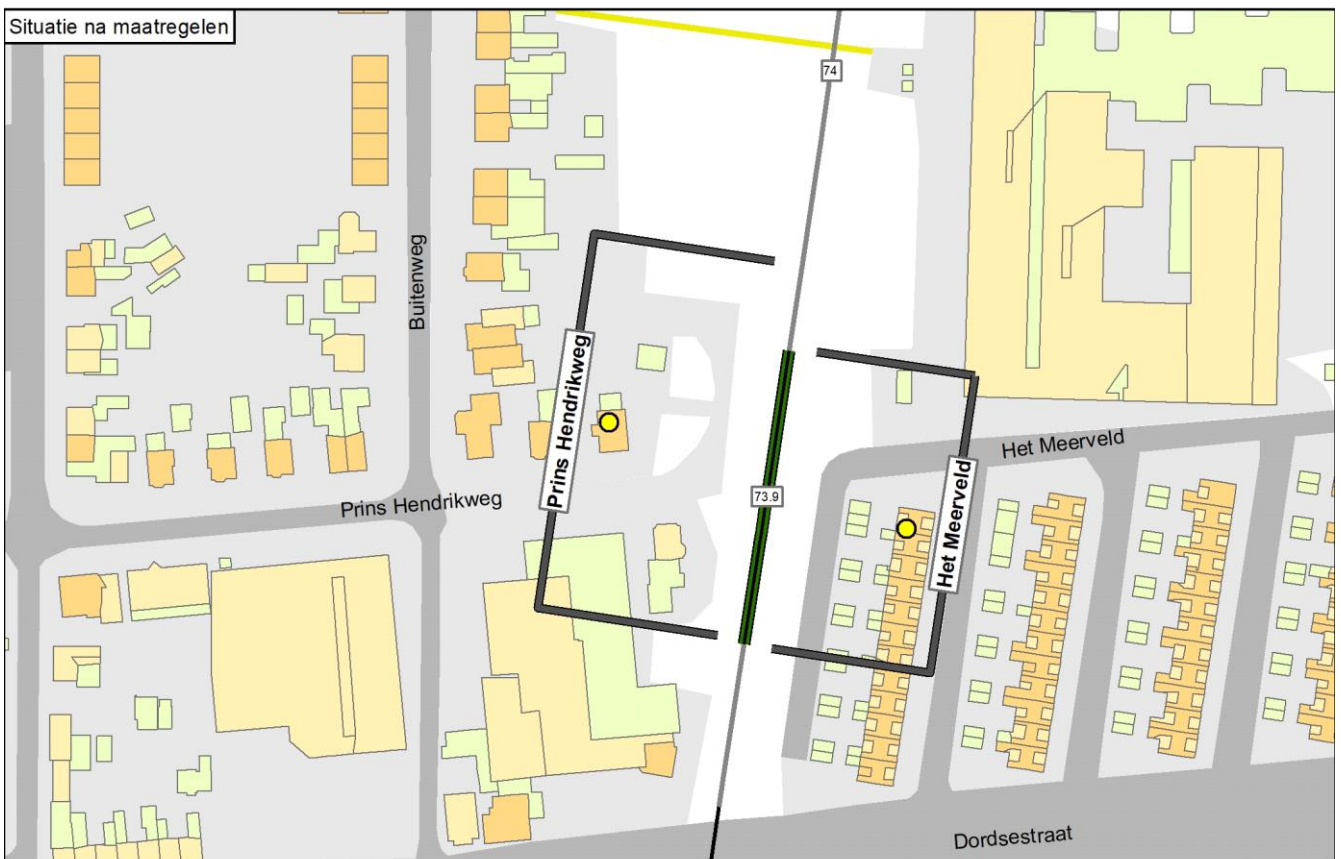 Situatie na maatregelen
74
Buitenweg
Prins Hendrikweg
Het Meerveld
73.9
Het Meerveld
Prins Hendrikweg
Dordsestraat